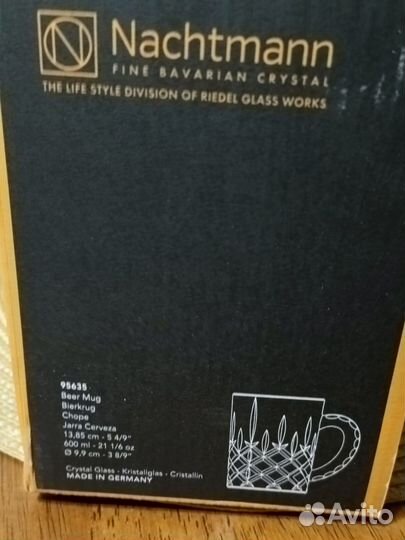 N Nachtmann
FINE BAVARIAN CRYSTAL
THE LIFE STYLE DIVISION OF RIEDEL GLASS WORKS
95635
Beer Mug
Bierkrug
Chope
Jarra Cerveza
13,85 cm - 5 4/9"
600 ml - 21 1/6 oz
Ø 9,9 cm - 3 8/9"
Crystal Glass - Kristallglas - Cristallin
MADE IN GERMANY
Avito